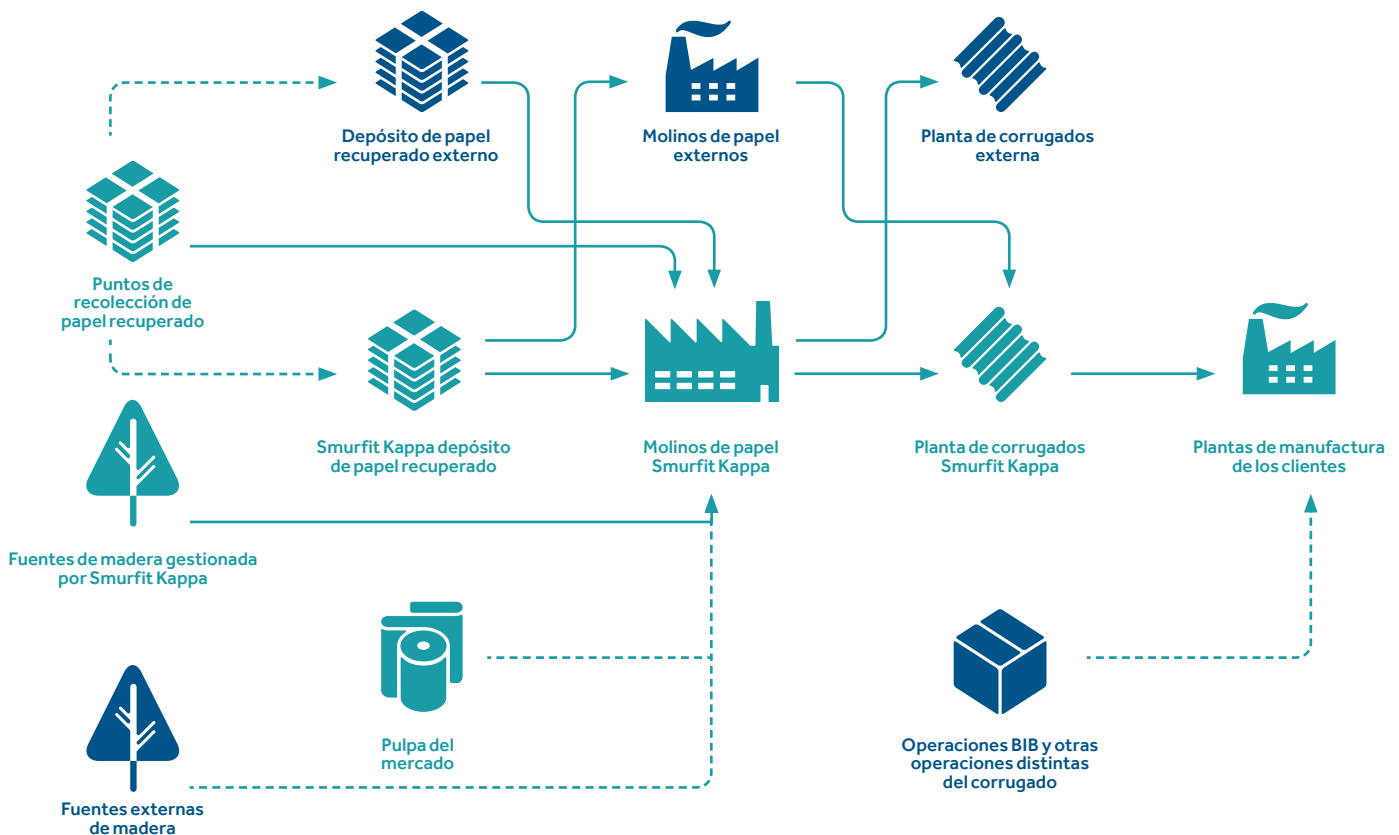 Depósito de papel
recuperado externo
Molinos de papel
externos
Planta de corrugados
externa
Puntos de
recolección de
papel recuperado
Smurfit Kappa depósito
de papel recuperado
Molinos de papel
Smurfit Kappa
Planta de corrugados
Smurfit Kappa
Plantas de manufactura
de los clientes
Fuentes de madera gestionada
por Smurfit Kappa
Pulpa del
mercado
Operaciones BIB y otras
operaciones distintas
del corrugado
Fuentes externas
de madera